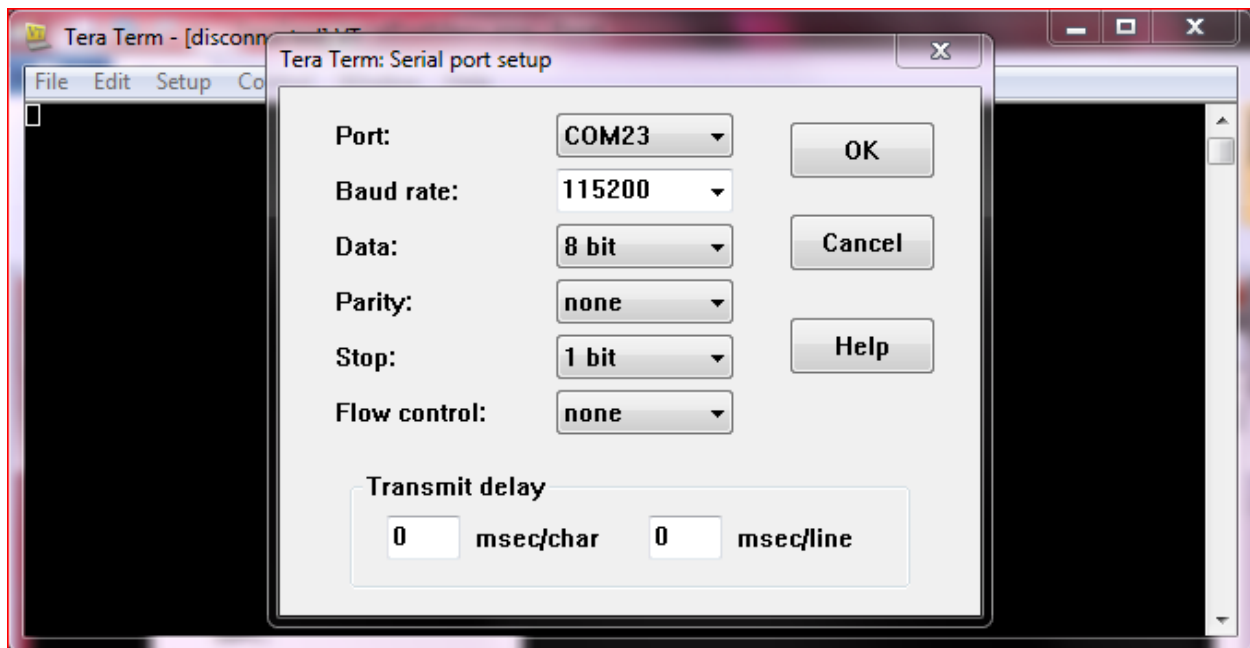 Tera Term - [disconn
File Edit Setup Co
Tera Term: Serial port setup
Port: COM23
OK
Baud rate: 115200
Data: 8 bit
Cancel
Parity: none
Stop: 1 bit
Help
Flow control: none
Transmit delay
0 msec/char 0 msec/line